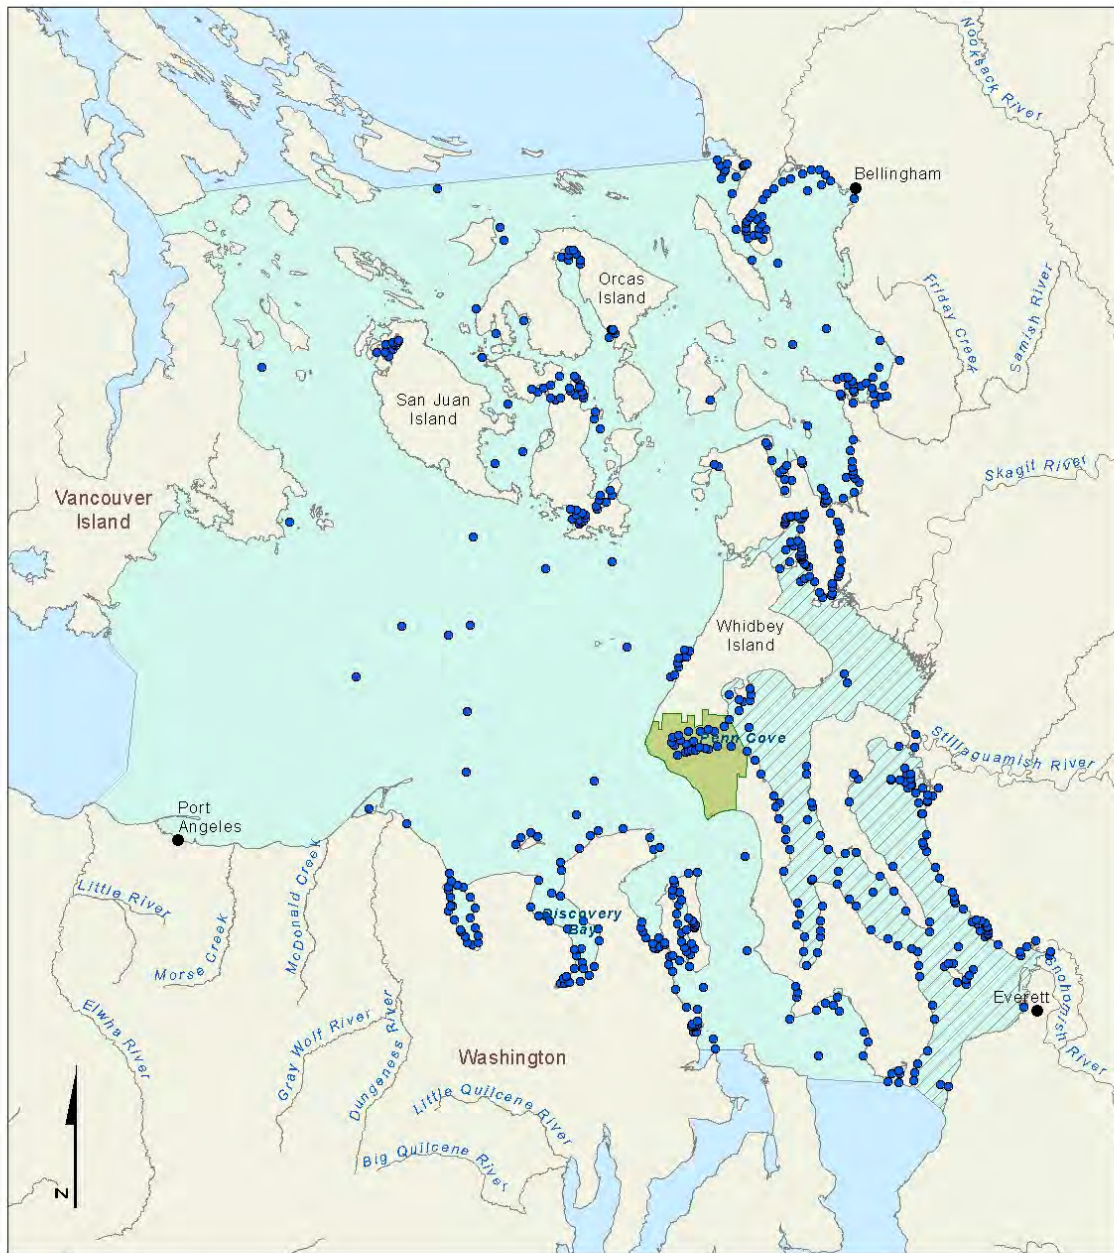 Nooksack River
Bellingham
Orcas
Island
Friday Creek
Samish River
San Juan
Island
Skagit River
Vancouver
Island
Whidbey
Island
Penn Cove
Stillaguamish River
Port
Angeles
Little River
McDonald Creek
Discovery
Bay
Morse Creek
Snohomish River
Everett
Elwha River
Gray Wolf River
Dungeness River
Washington
Little Quilcene River
Big Quilcene River
N